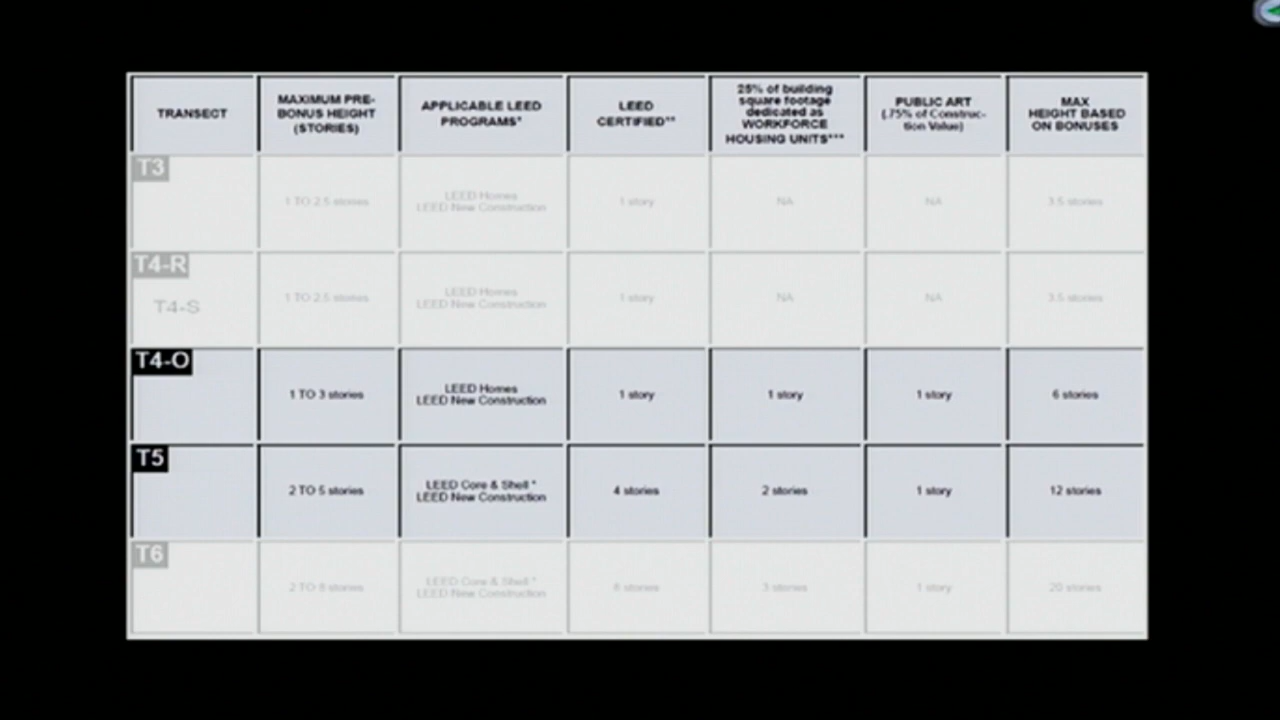 TRANSECT
MAXIMUM PRE-
BONUS HEIGHT
(STORIES)
APPLICABLE LEED
PROGRAMS*
LEED
CERTIFIED**
25% of building
square footage
dedicated as
WORKFORCE
HOUSING UNITS***
PUBLIC ART
(.75% of Construc-
tion Value)
MAX
HEIGHT BASED
ON BONUSES
T3
1 TO 2.5 stories
LEED Homes
LEED New Construction
1 story
NA
NA
3.5 stories
T4-R
T4-S
1 TO 2.5 stories
LEED Homes
LEED New Construction
1 story
NA
NA
3.5 stories
T4-O
1 TO 3 stories
LEED Homes
LEED New Construction
1 story
1 story
1 story
6 stories
T5
2 TO 5 stories
LEED Core & Shell *
LEED New Construction
4 stories
2 stories
1 story
12 stories
T6
2 TO 8 stories
LEED Core & Shell *
LEED New Construction
8 stories
3 stories
1 story
20 stories